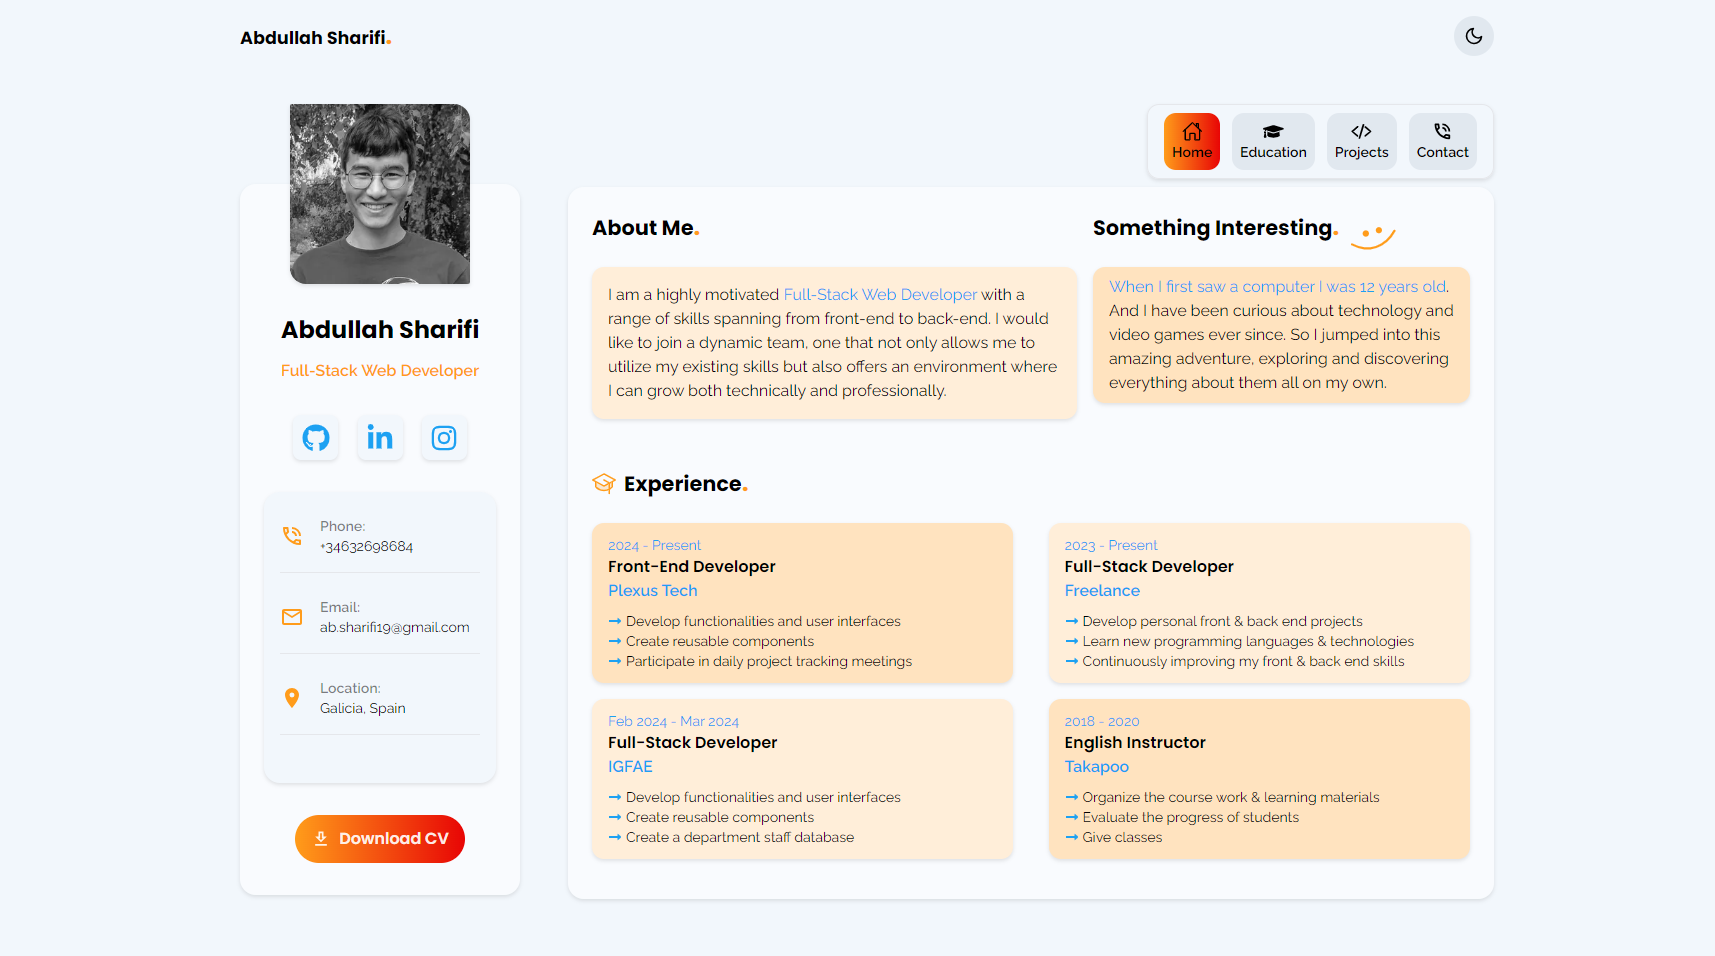 Abdullah Sharifi.
Home
Education
Projects
Contact
Abdullah Sharifi
Full-Stack Web Developer
Phone:
+34632698684
Email:
ab.sharifi19@gmail.com
Location:
Galicia, Spain
Download CV
About Me.
I am a highly motivated Full-Stack Web Developer with a
range of skills spanning from front-end to back-end. I would
like to join a dynamic team, one that not only allows me to
utilize my existing skills but also offers an environment where
I can grow both technically and professionally.
Something Interesting.
When I first saw a computer I was 12 years old.
And I have been curious about technology and
video games ever since. So I jumped into this
amazing adventure, exploring and discovering
everything about them all on my own.
Experience.
2024 - Present
Front-End Developer
Plexus Tech
→ Develop functionalities and user interfaces
→ Create reusable components
→ Participate in daily project tracking meetings
2023 - Present
Full-Stack Developer
Freelance
→ Develop personal front & back end projects
→ Learn new programming languages & technologies
→ Continuously improving my front & back end skills
Feb 2024 - Mar 2024
Full-Stack Developer
IGFAE
→ Develop functionalities and user interfaces
→ Create reusable components
→ Create a department staff database
2018 - 2020
English Instructor
Takapoo
→ Organize the course work & learning materials
→ Evaluate the progress of students
→ Give classes